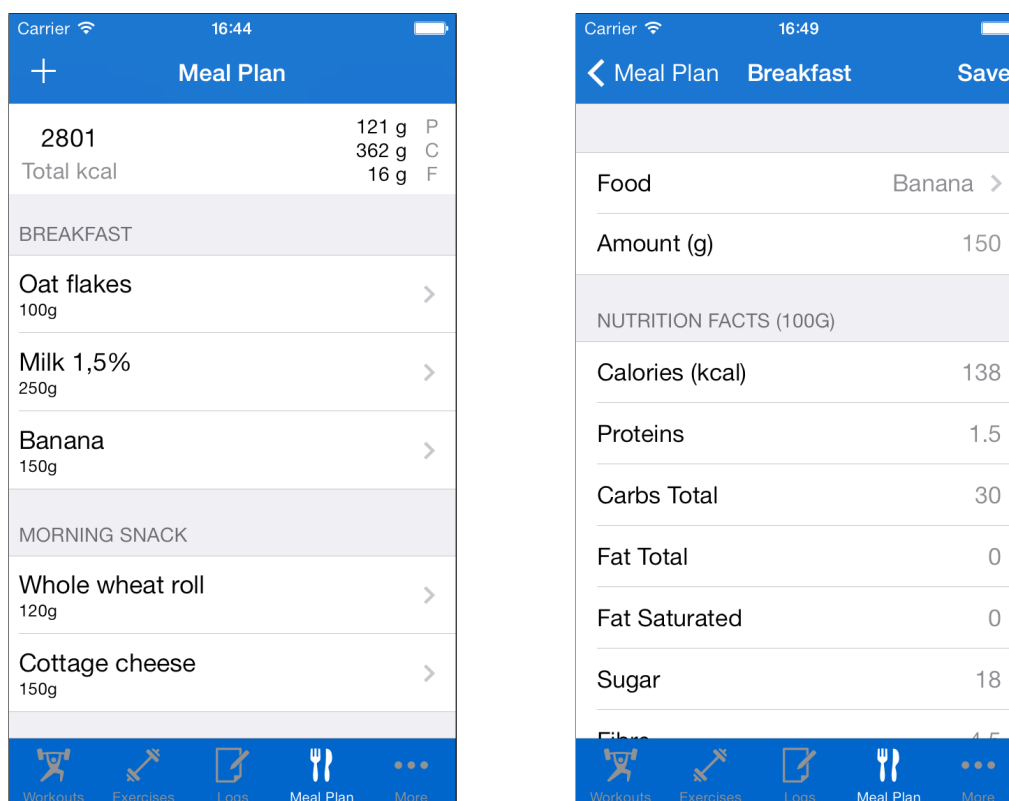 Carrier 16:44
Meal Plan
2801
Total kcal
121 g P
362 g C
16 g F
BREAKFAST
Oat flakes
100g
Milk 1,5%
250g
Banana
150g
MORNING SNACK
Whole wheat roll
120g
Cottage cheese
150g
Workouts Exercises Logs Meal Plan More
Carrier 16:49
Meal Plan Breakfast Save
Food Banana
Amount (g) 150
NUTRITION FACTS (100G)
Calories (kcal) 138
Proteins 1.5
Carbs Total 30
Fat Total 0
Fat Saturated 0
Sugar 18
Fibre 4.5
Workouts Exercises Logs Meal Plan More